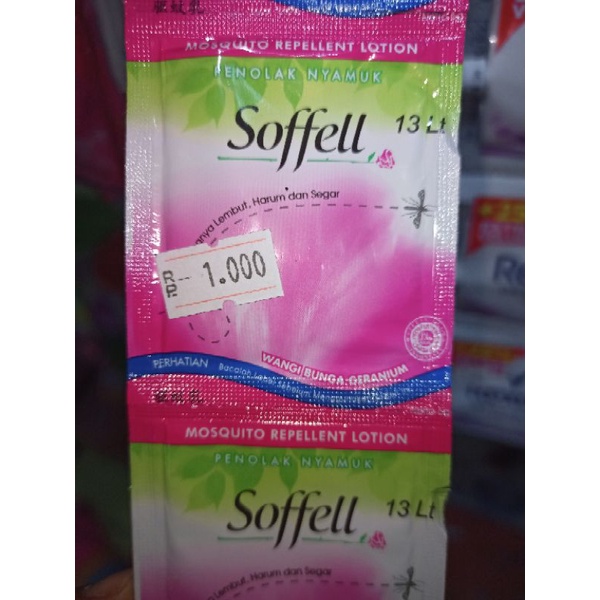 MOSQUITO REPELLENT LOTION
PENOLAK NYAMUK
Soffell
13 Lt
Lembut, Harum dan Segar
RP 1.000
WANGI BUNGA GERANIUM
PERHATIAN
MOSQUITO REPELLENT LOTION
PENOLAK NYAMUK
Soffell
13 Lt
Lembut, Harum dan Segar